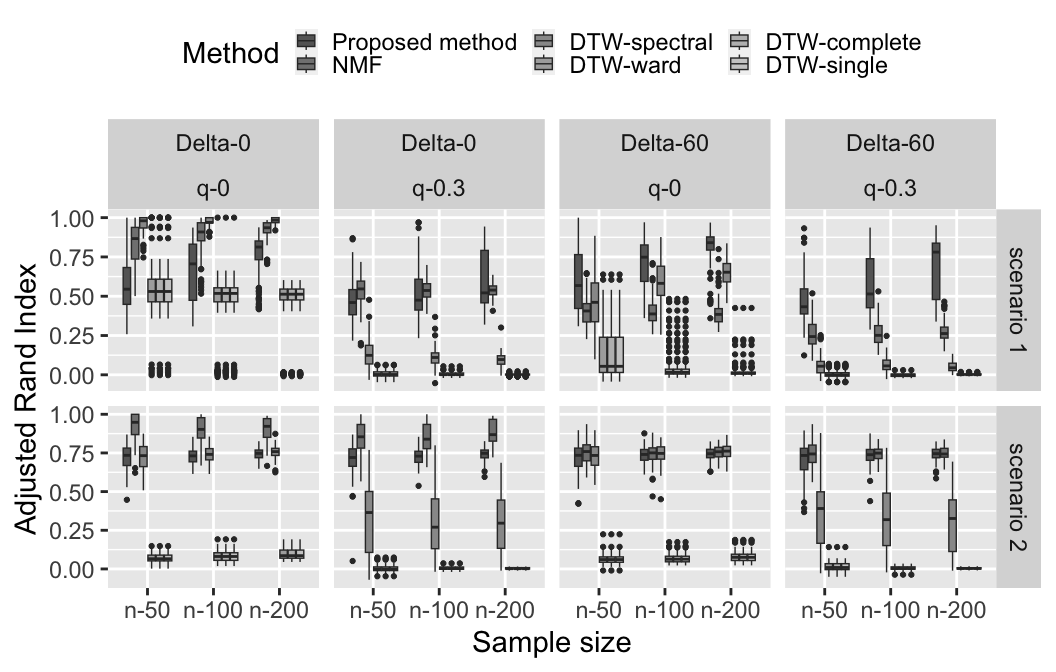 Method
Proposed method
NMF
DTW-spectral
DTW-ward
DTW-complete
DTW-single
Delta-0
q-0
Delta-0
q-0.3
Delta-60
q-0
Delta-60
q-0.3
Adjusted Rand Index
1.00
0.75
0.50
0.25
0.00
scenario 1
1.00
0.75
0.50
0.25
0.00
scenario 2
n-50 n-100 n-200
n-50 n-100 n-200
n-50 n-100 n-200
n-50 n-100 n-200
Sample size